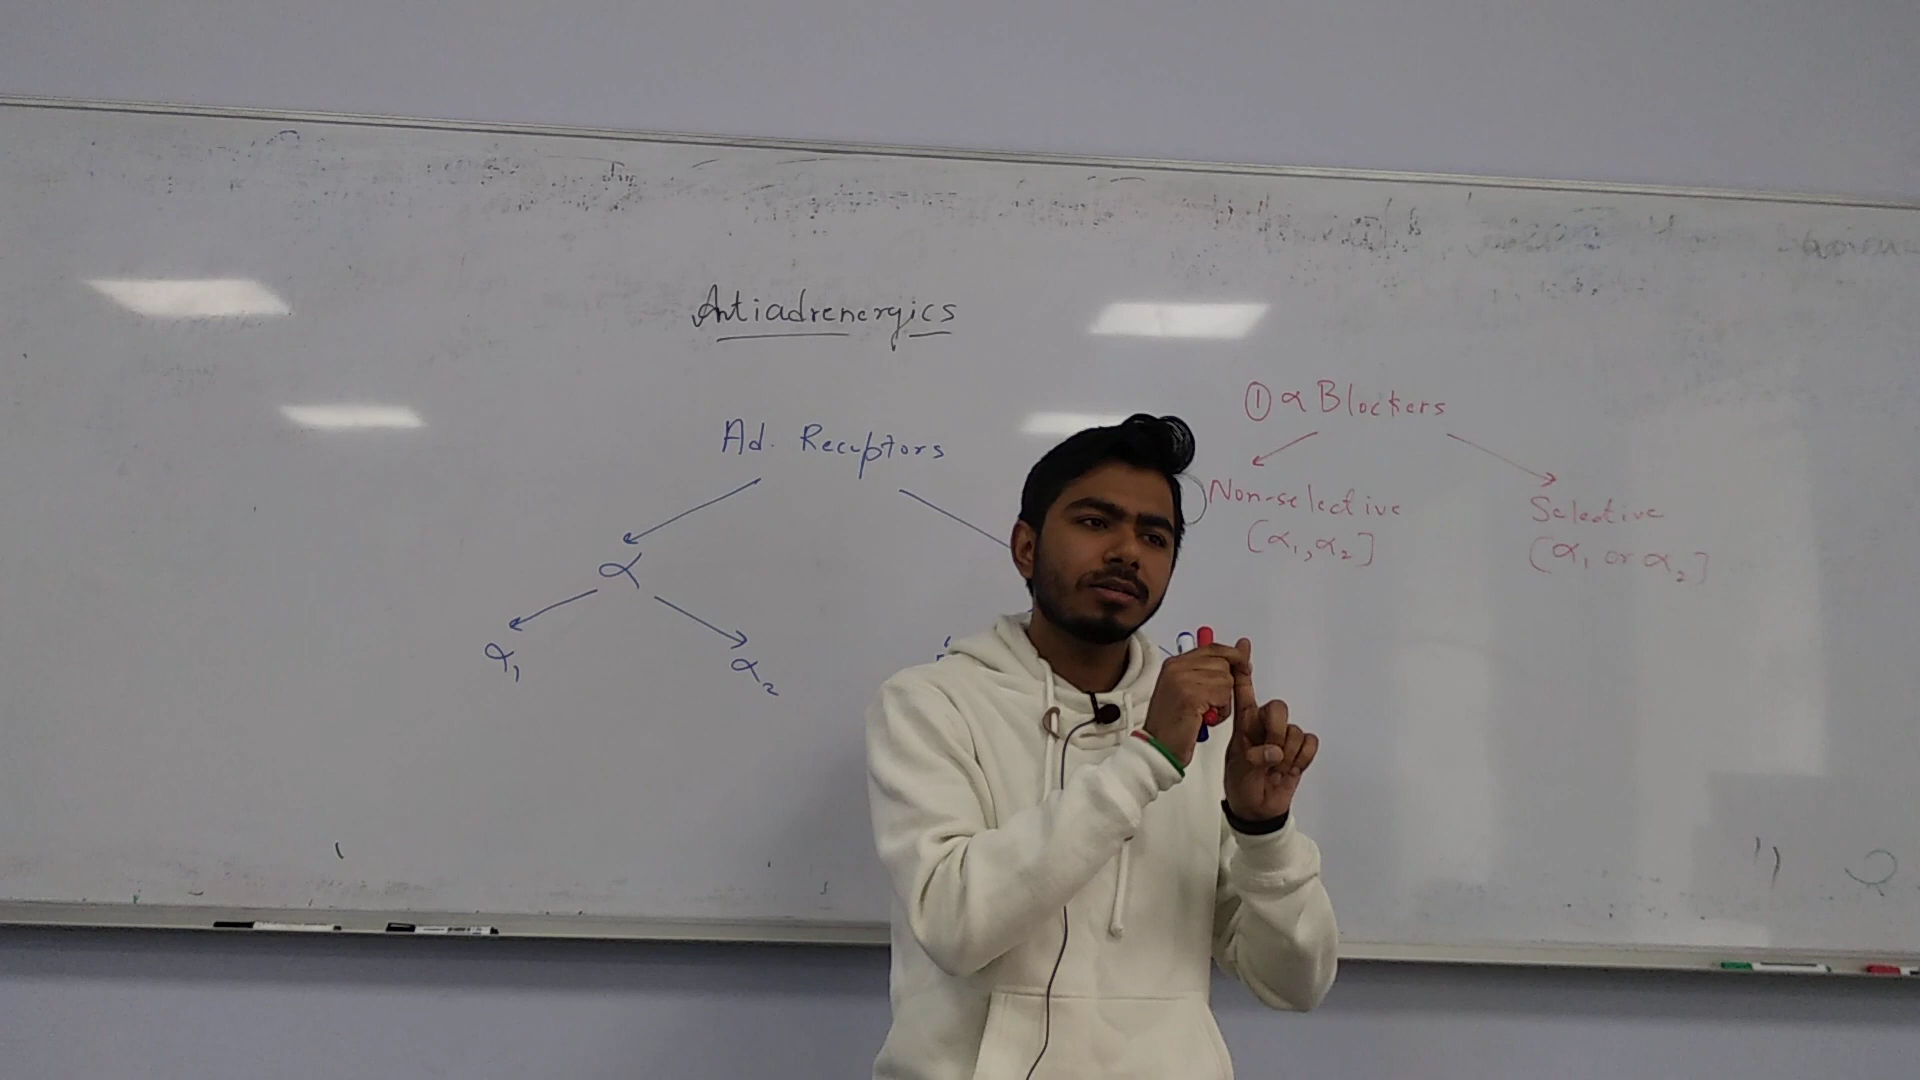 Antiadrenergics
Ad. Receptors
α
α₁
α₂
① α Blockers
Non-selective
[α₁, α₂]
Selective
[α₁ or α₂]